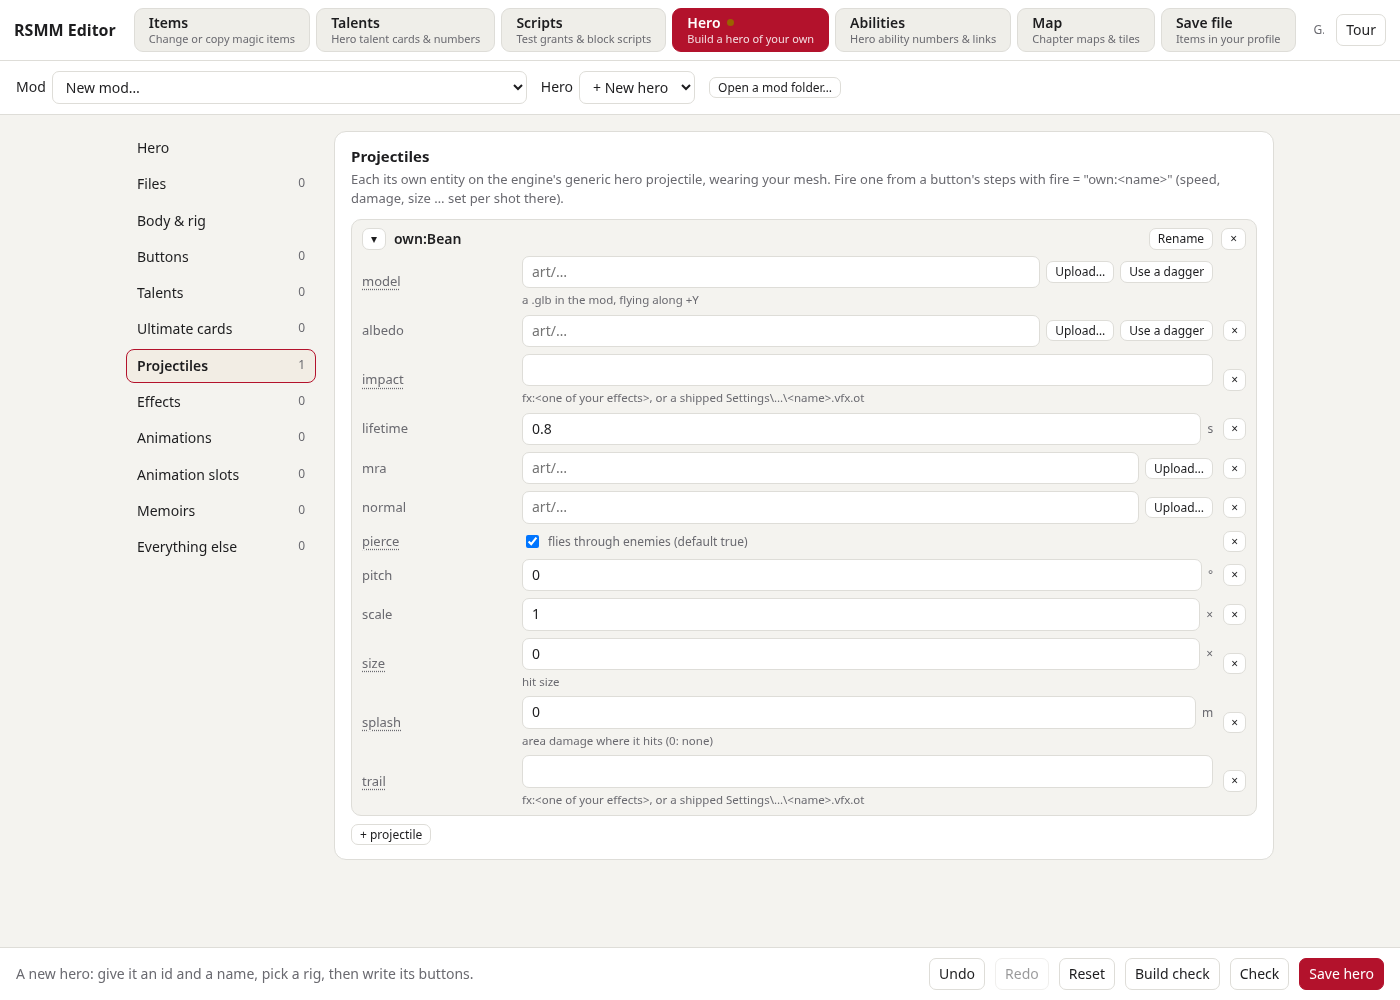 RSMM Editor
Items
Change or copy magic items
Talents
Hero talent cards & numbers
Scripts
Test grants & block scripts
Hero
Build a hero of your own
Abilities
Hero ability numbers & links
Map
Chapter maps & tiles
Save file
Items in your profile
G.
Tour
Mod
New mod...
Hero
+ New hero
Open a mod folder...
Hero
Files 0
Body & rig
Buttons 0
Talents 0
Ultimate cards 0
Projectiles 1
Effects 0
Animations 0
Animation slots 0
Memoirs 0
Everything else 0
Projectiles
Each its own entity on the engine's generic hero projectile, wearing your mesh. Fire one from a button's steps with fire = "own:<name>" (speed,
damage, size ... set per shot there).
▾ own:Bean Rename ×
model art/... Upload... Use a dagger
a .glb in the mod, flying along +Y
albedo art/... Upload... Use a dagger ×
impact ×
fx:<one of your effects>, or a shipped Settings\...\<name>.vfx.ot
lifetime 0.8 s ×
mra art/... Upload... ×
normal art/... Upload... ×
pierce flies through enemies (default true) ×
pitch 0 ° ×
scale 1 × ×
size 0 × ×
hit size
splash 0 m ×
area damage where it hits (0: none)
trail ×
fx:<one of your effects>, or a shipped Settings\...\<name>.vfx.ot
+ projectile
A new hero: give it an id and a name, pick a rig, then write its buttons.
Undo
Redo
Reset
Build check
Check
Save hero